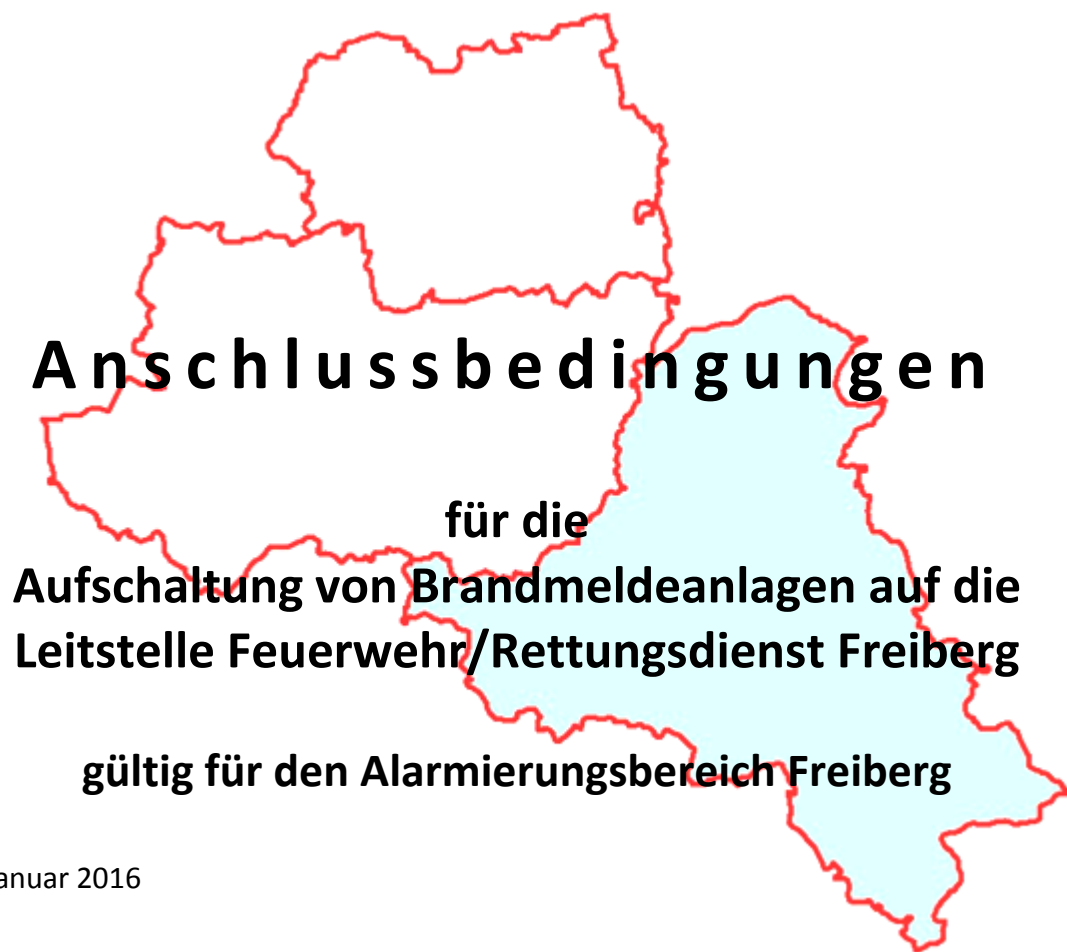 Anschlussbedingungen
für die
Aufschaltung von Brandmeldeanlagen auf die
Leitstelle Feuerwehr/Rettungsdienst Freiberg
gültig für den Alarmierungsbereich Freiberg
anuar 2016